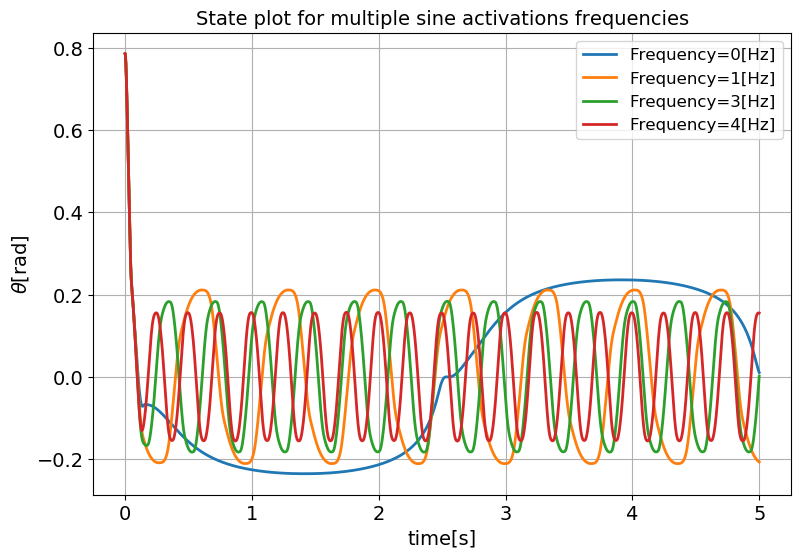 State plot for multiple sine activations frequencies
Frequency=0[Hz]
Frequency=1[Hz]
Frequency=3[Hz]
Frequency=4[Hz]
θ[rad]
0.8
0.6
0.4
0.2
0.0
−0.2
0 1 2 3 4 5
time[s]